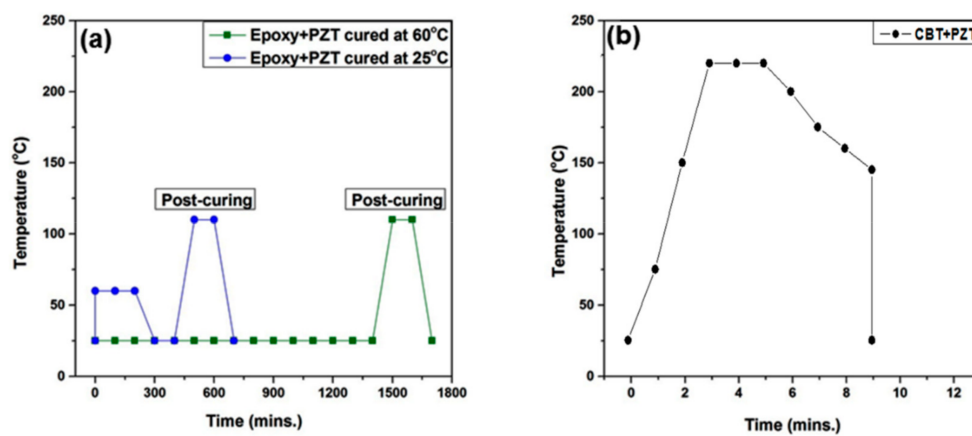 (a)
Epoxy+PZT cured at 60°C
Epoxy+PZT cured at 25°C
Post-curing
Post-curing
Temperature (°C)
250
200
150
100
50
0
0 300 600 900 1200 1500 1800
Time (mins.)
(b)
CBT+PZT
Temperature (°C)
250
200
150
100
50
0
0 2 4 6 8 10 12
Time (mins.)